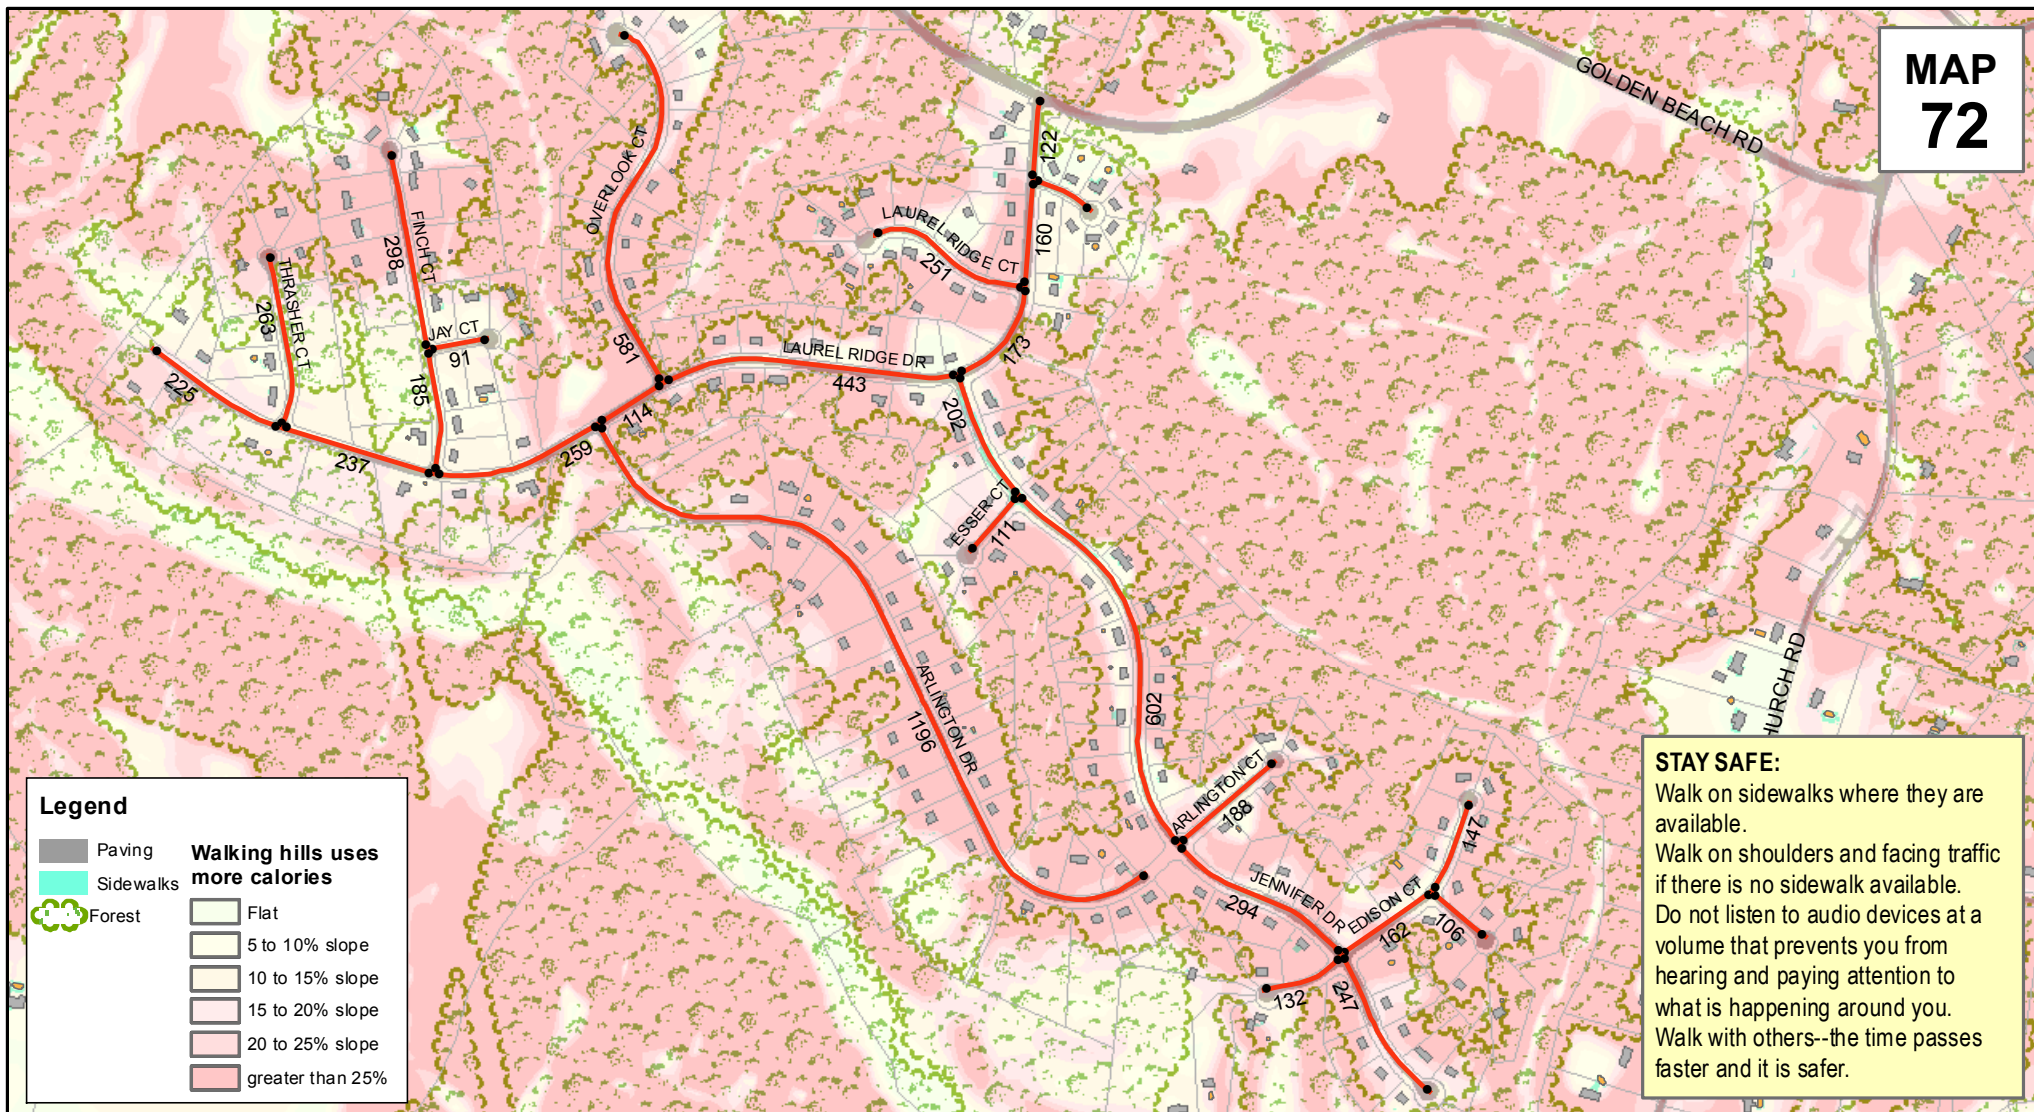 MAP
72
GOLDEN BEACH RD
OVERLOOK CT
122
LAUREL RIDGE CT
251
160
FINCH CT
298
THRASHER CT
263
JAY CT
91
185
225
237
259
114
581
LAUREL RIDGE DR
443
173
202
ESSER CT
111
ARLINGTON DR
1196
602
HURCH RD
ARLINGTON CT
188
JENNIFER DR
294
EDISON CT
162
147
106
132
247
Legend
Paving
Sidewalks
Forest
Walking hills uses
more calories
Flat
5 to 10% slope
10 to 15% slope
15 to 20% slope
20 to 25% slope
greater than 25%
STAY SAFE:
Walk on sidewalks where they are
available.
Walk on shoulders and facing traffic
if there is no sidewalk available.
Do not listen to audio devices at a
volume that prevents you from
hearing and paying attention to
what is happening around you.
Walk with others--the time passes
faster and it is safer.